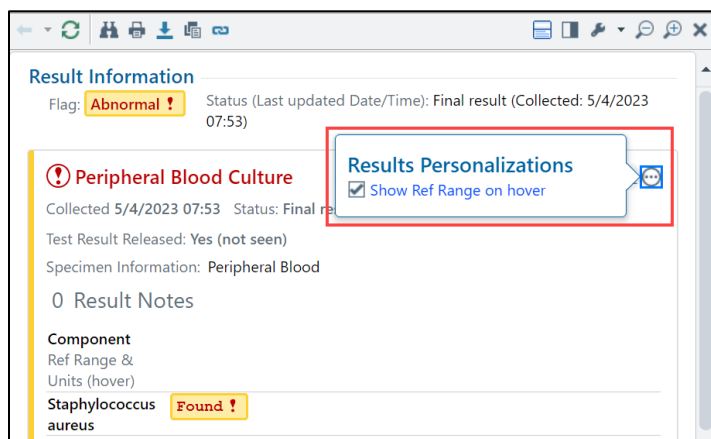 Result Information
Flag: Abnormal ! Status (Last updated Date/Time): Final result (Collected: 5/4/2023
07:53)
Results Personalizations
Show Ref Range on hover
Peripheral Blood Culture
Collected 5/4/2023 07:53 Status: Final
Test Result Released: Yes (not seen)
Specimen Information: Peripheral Blood
0 Result Notes
Component
Ref Range &
Units (hover)
Staphylococcus Found !
aureus